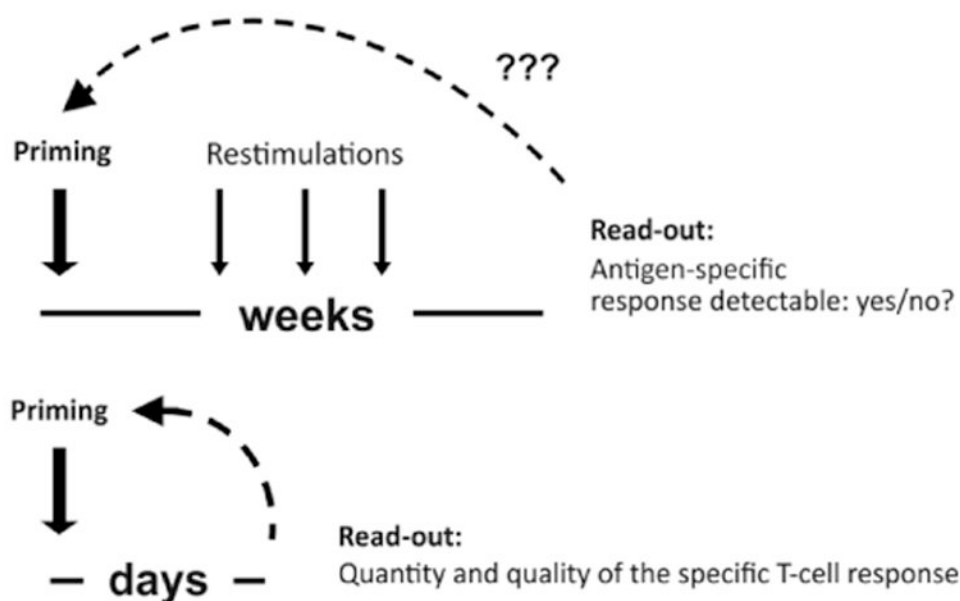 ???
Priming
Restimulations
Read-out:
Antigen-specific
response detectable: yes/no?
weeks
Priming
Read-out:
Quantity and quality of the specific T-cell response
days